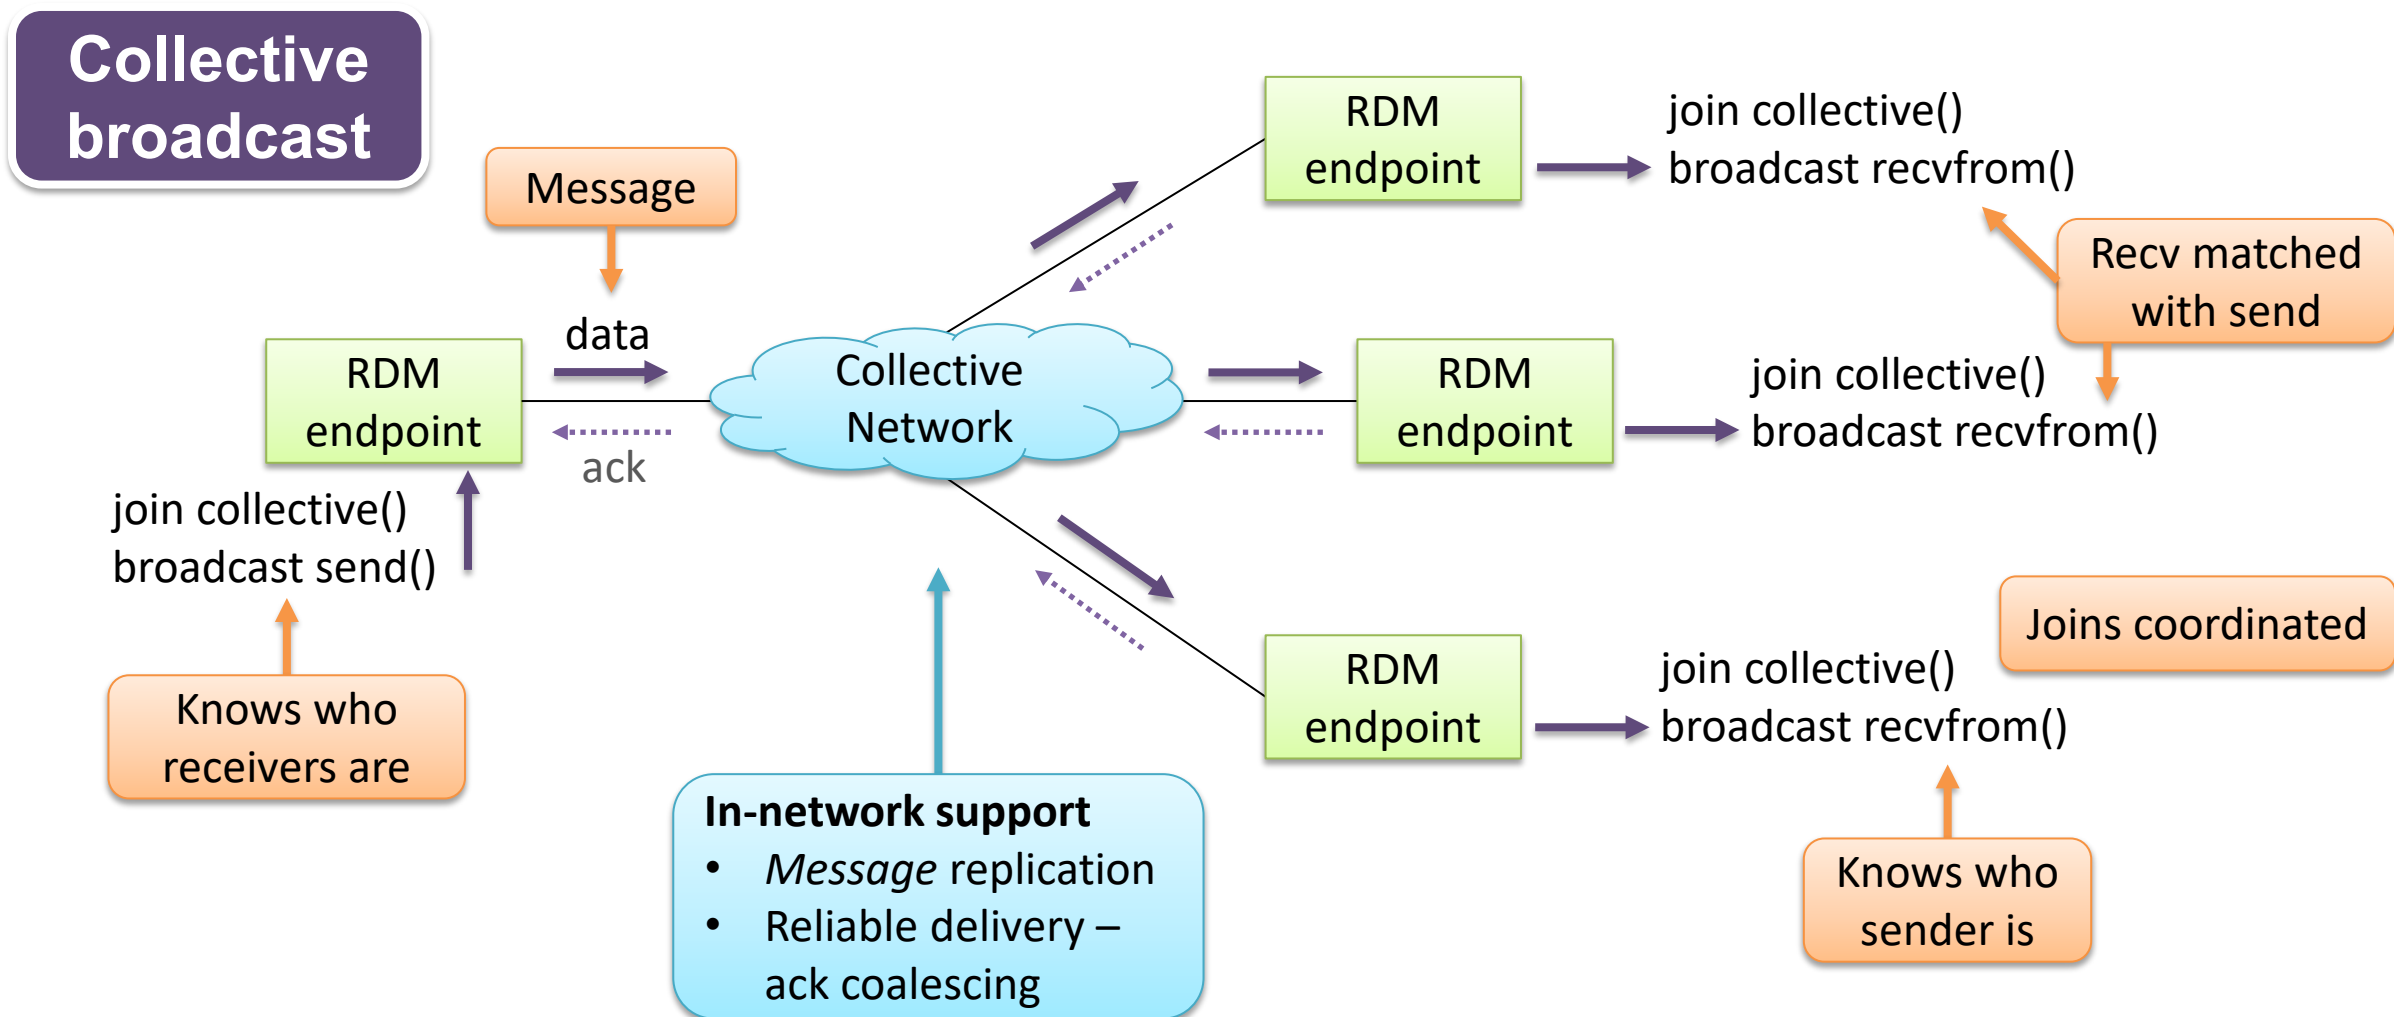 Collective
broadcast
Message
data
RDM
endpoint
ack
join collective()
broadcast send()
Knows who
receivers are
Collective
Network
In-network support
• Message replication
• Reliable delivery –
ack coalescing
RDM
endpoint
join collective()
broadcast recvfrom()
Recv matched
with send
RDM
endpoint
join collective()
broadcast recvfrom()
Joins coordinated
RDM
endpoint
join collective()
broadcast recvfrom()
Knows who
sender is